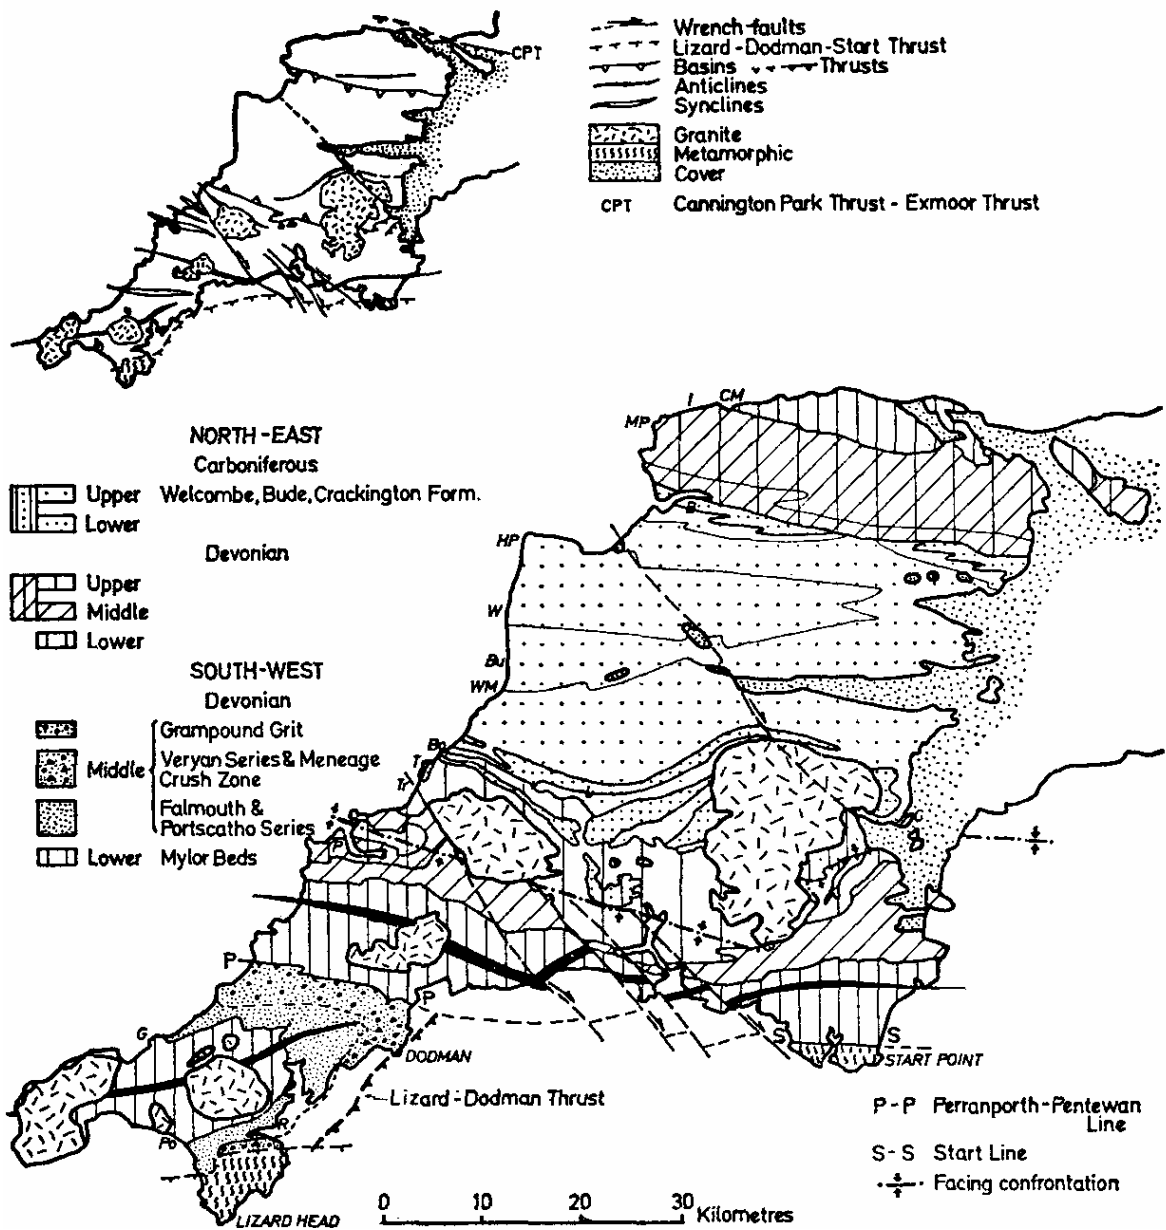 CPT
Wrench-faults
Lizard-Dodman-Start Thrust
Basins Thrusts
Anticlines
Synclines
Granite
Metamorphic
Cover
CPT Cannington Park Thrust - Exmoor Thrust
NORTH-EAST
Carboniferous
Upper Welcombe, Bude, Crackington Form.
Lower
Devonian
Upper
Middle
Lower
SOUTH-WEST
Devonian
Grampound Grit
Middle
Veryan Series & Meneage
Crush Zone
Falmouth &
Portscatho Series
Lower Mylor Beds
I CM
MP
B
HP
W
Bu
WM
Bo
T
Tr
P
P
P
G
Po
R
DODMAN
Lizard-Dodman Thrust
LIZARD HEAD
S S
START POINT
P-P Perranporth-Pentewan
Line
S-S Start Line
Facing confrontation
0 10 20 30 Kilometres